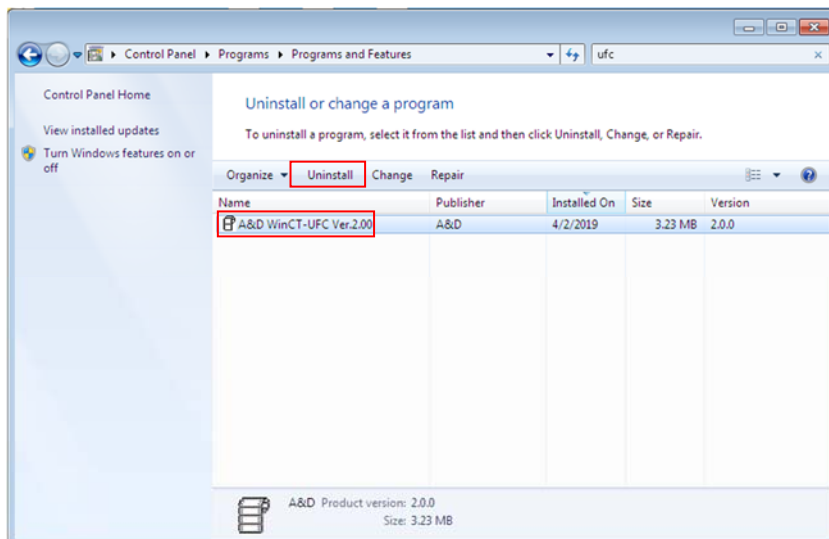 Control Panel Programs Programs and Features ufc
Control Panel Home
View installed updates
Turn Windows features on or
off
Uninstall or change a program
To uninstall a program, select it from the list and then click Uninstall, Change, or Repair.
Organize Uninstall Change Repair
Name Publisher Installed On Size Version
A&D WinCT-UFC Ver.2.00 A&D 4/2/2019 3.23 MB 2.0.0
A&D Product version: 2.0.0
Size: 3.23 MB